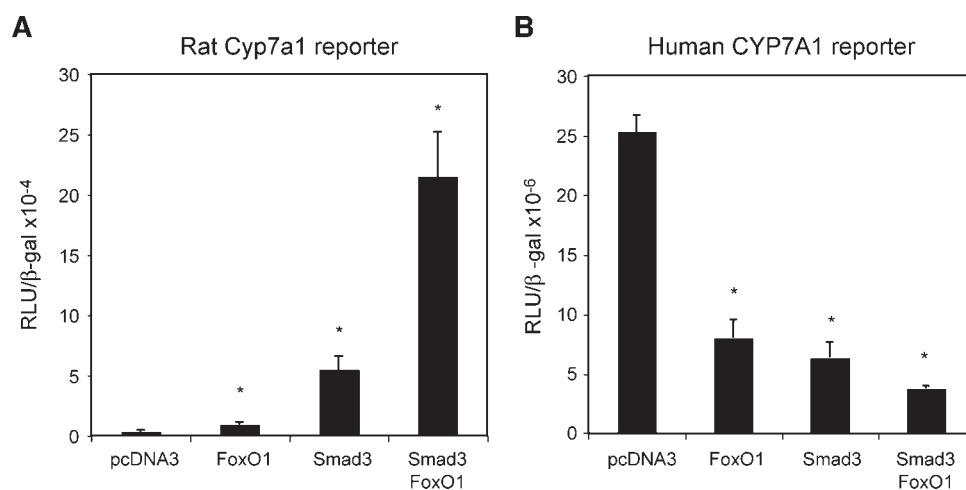 A
Rat Cyp7a1 reporter
RLU/β-gal x10-4
30
25
20
15
10
5
0
*
*
*
pcDNA3
FoxO1
Smad3
Smad3
FoxO1
B
Human CYP7A1 reporter
RLU/β -gal x10-6
30
25
20
15
10
5
0
*
*
*
pcDNA3
FoxO1
Smad3
Smad3
FoxO1